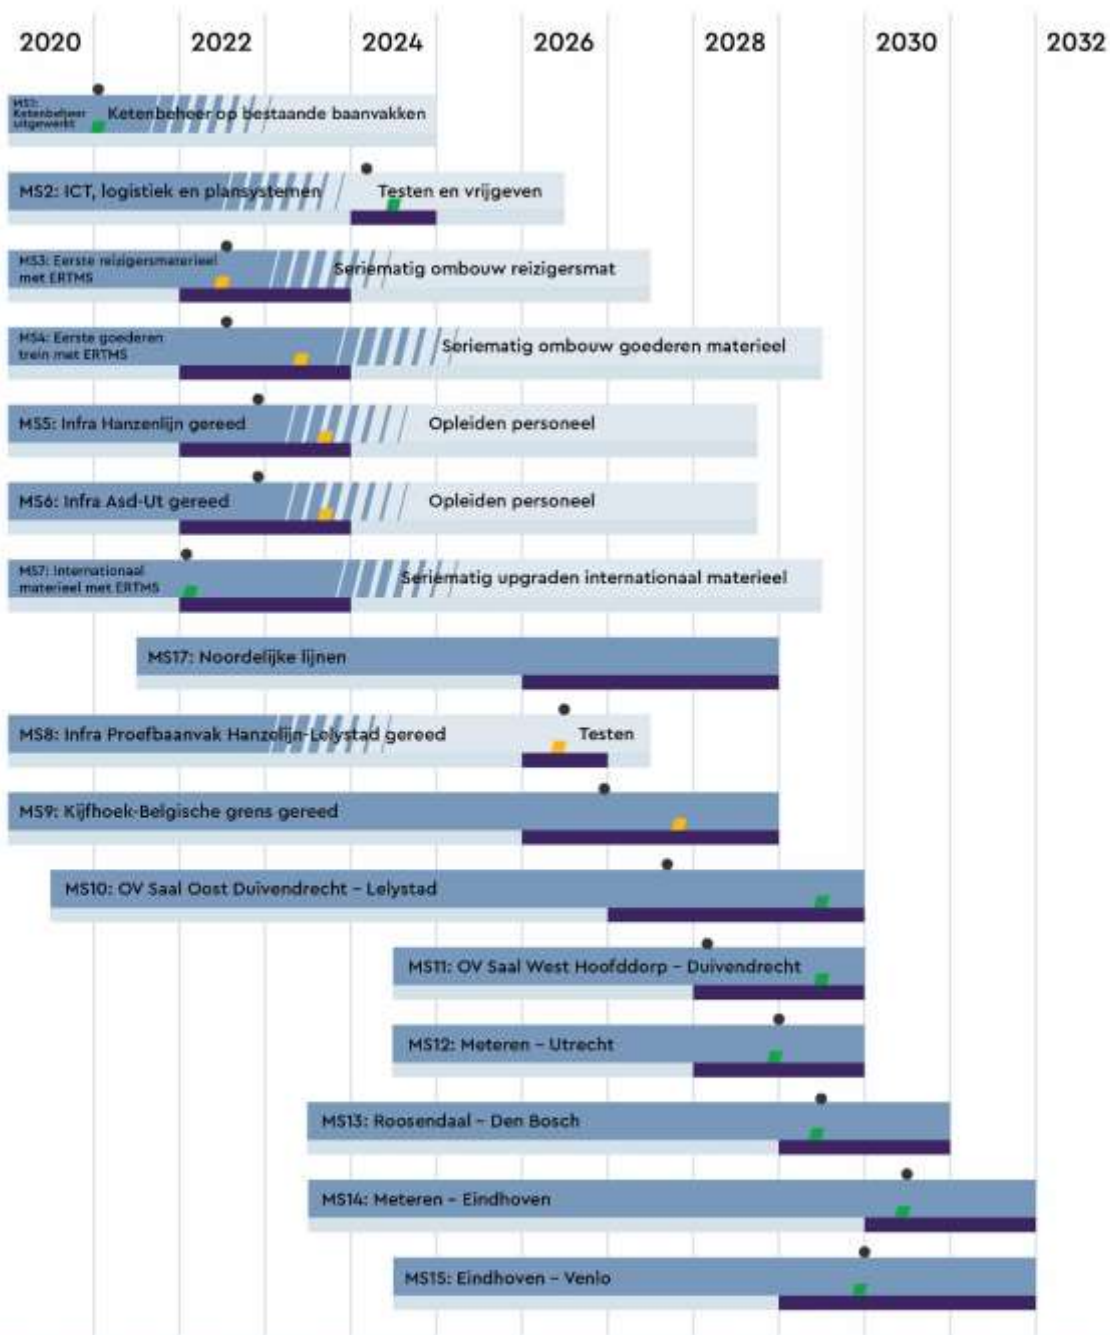 2020 2022 2024 2026 2028 2030 2032
MS1:
Ketenbeheer
uitgewerkt
Ketenbeheer op bestaande baanvakken
MS2: ICT, logistiek en plansystemen
Testen en vrijgeven
MS3: Eerste reizigersmaterieel
met ERTMS
Seriematig ombouw reizigersmat
MS4: Eerste goederen
trein met ERTMS
Seriematig ombouw goederen materieel
MS5: Infra Hanzenlijn gereed
Opleiden personeel
MS6: Infra Asd-Ut gereed
Opleiden personeel
MS7: Internationaal
materieel met ERTMS
Seriematig upgraden internationaal materieel
MS17: Noordelijke lijnen
MS8: Infra Proefbaanvak Hanzelijn-Lelystad gereed
Testen
MS9: Kijfhoek-Belgische grens gereed
MS10: OV Saal Oost Duivendrecht – Lelystad
MS11: OV Saal West Hoofddorp – Duivendrecht
MS12: Meteren – Utrecht
MS13: Roosendaal – Den Bosch
MS14: Meteren – Eindhoven
MS15: Eindhoven – Venlo